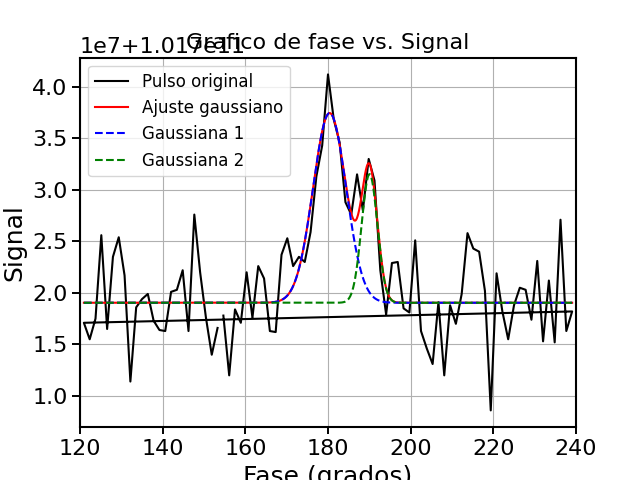 1e7+1.017e11
Grafico de fase vs. Signal
Pulso original
Ajuste gaussiano
Gaussiana 1
Gaussiana 2
4.0
3.5
3.0
2.5
2.0
1.5
1.0
Signal
120 140 160 180 200 220 240
Fase (grados)